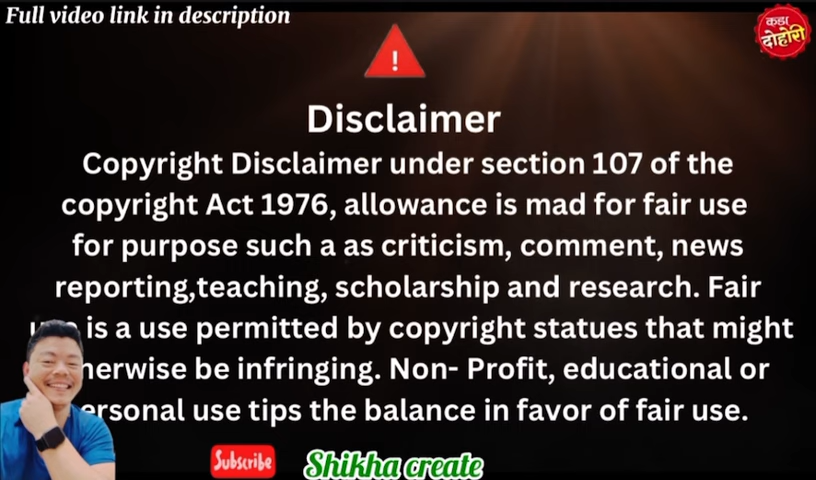 Full video link in description
कडा
दोहोरी
!
Disclaimer
Copyright Disclaimer under section 107 of the
copyright Act 1976, allowance is mad for fair use
for purpose such a as criticism, comment, news
reporting,teaching, scholarship and research. Fair
is a use permitted by copyright statues that might
herwise be infringing. Non- Profit, educational or
ersonal use tips the balance in favor of fair use.
Subscribe
Shikha create